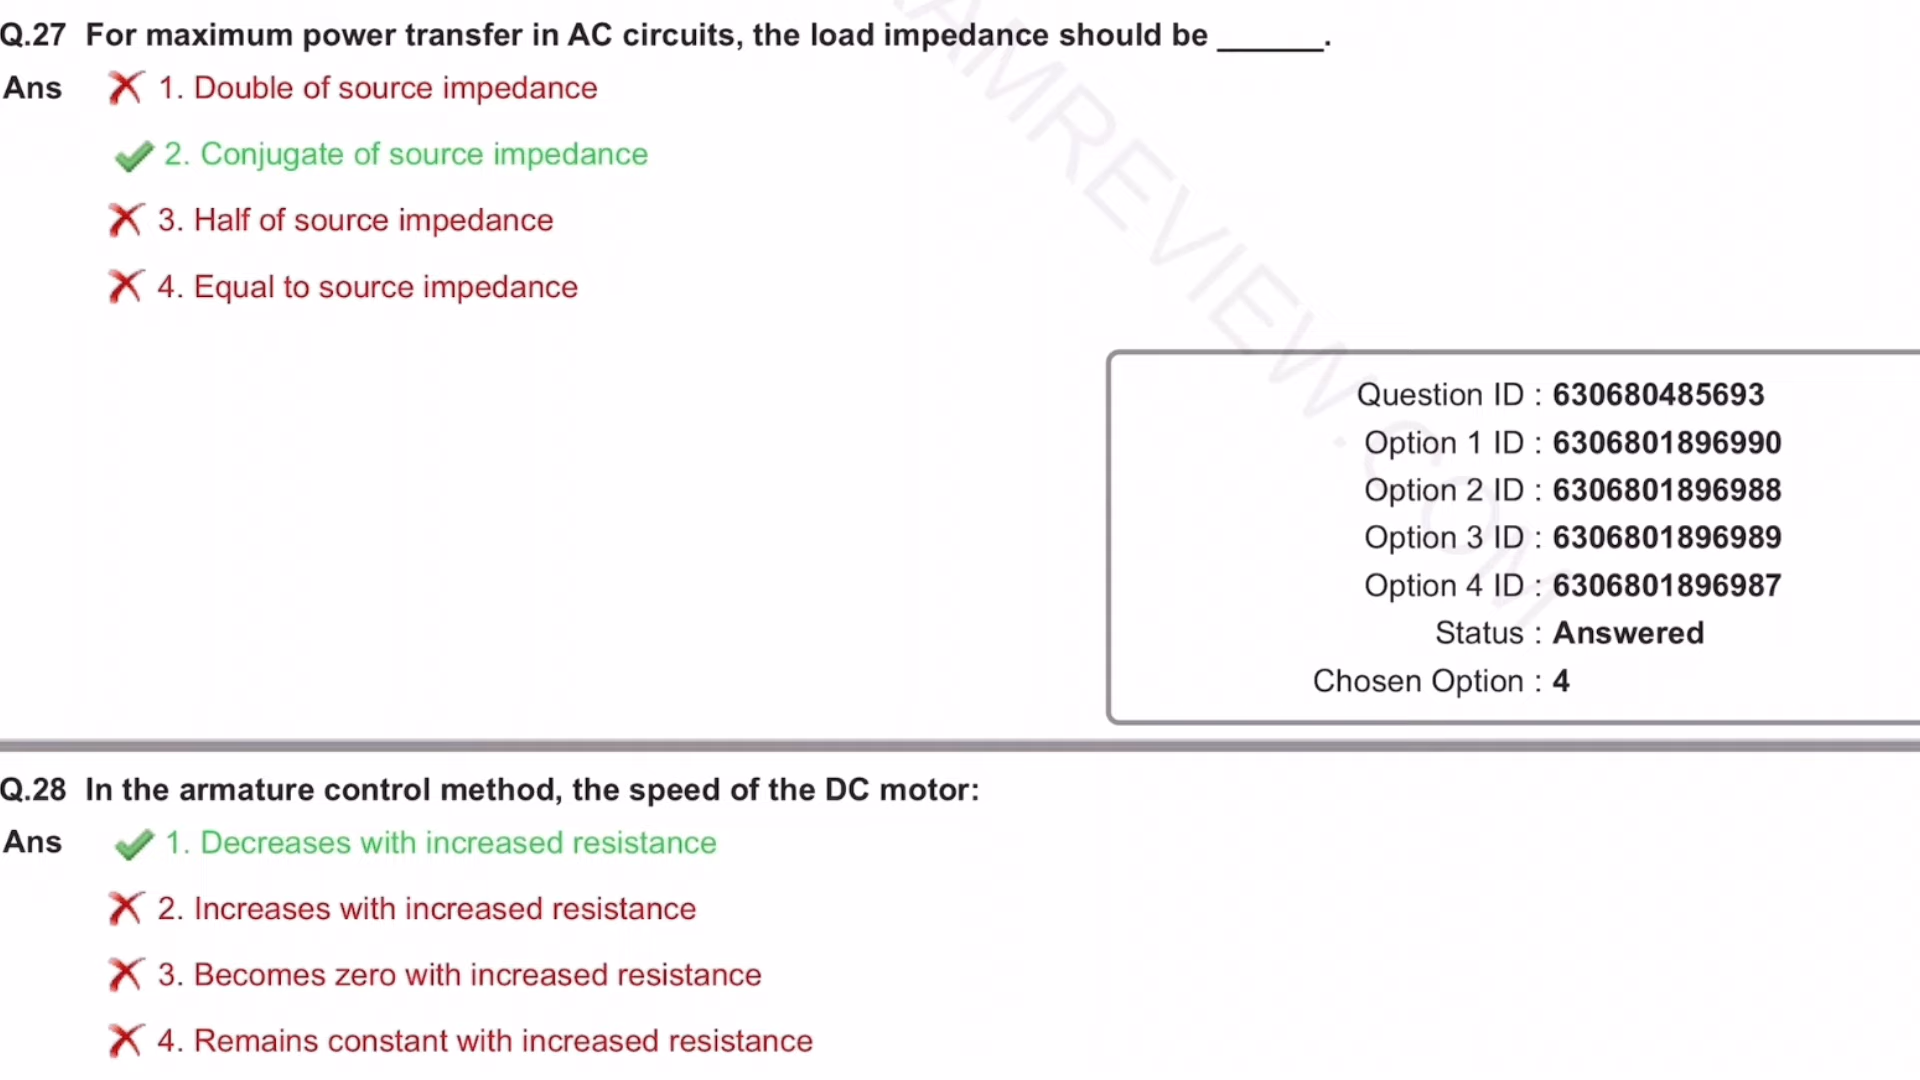 Q.27 For maximum power transfer in AC circuits, the load impedance should be ______.
Ans 1. Double of source impedance
2. Conjugate of source impedance
3. Half of source impedance
4. Equal to source impedance
AMREVIEW.COM
Question ID : 630680485693
Option 1 ID : 6306801896990
Option 2 ID : 6306801896988
Option 3 ID : 6306801896989
Option 4 ID : 6306801896987
Status : Answered
Chosen Option : 4
Q.28 In the armature control method, the speed of the DC motor:
Ans 1. Decreases with increased resistance
2. Increases with increased resistance
3. Becomes zero with increased resistance
4. Remains constant with increased resistance